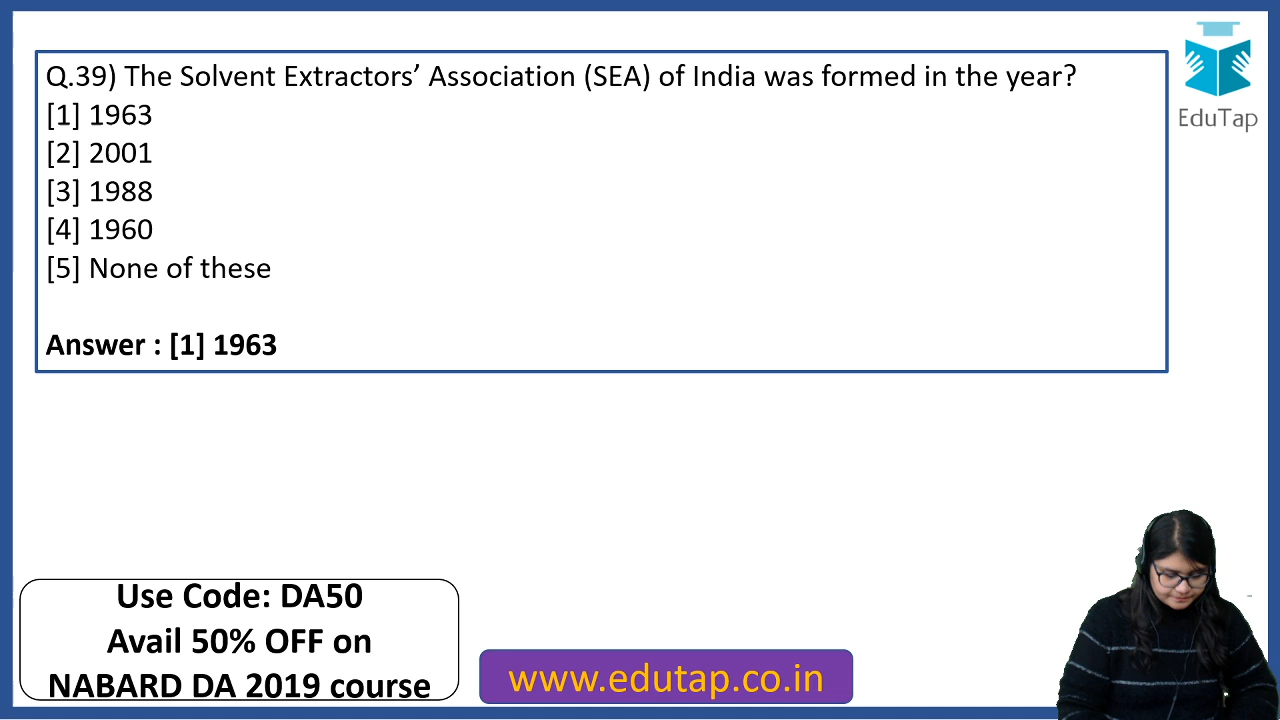 Q.39) The Solvent Extractors’ Association (SEA) of India was formed in the year?
[1] 1963
[2] 2001
[3] 1988
[4] 1960
[5] None of these
Answer : [1] 1963
EduTap
Use Code: DA50
Avail 50% OFF on
NABARD DA 2019 course
www.edutap.co.in